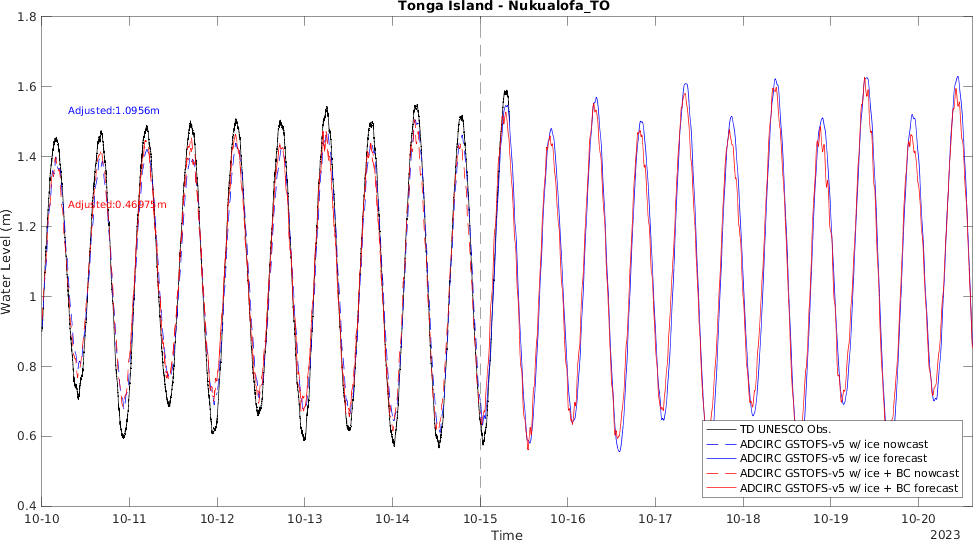 Tonga Island - Nukualofa_TO
1.8
1.6
1.4
1.2
1
0.8
0.6
0.4
Water Level (m)
Adjusted:1.0956m
Adjusted:0.46975m
TD UNESCO Obs.
ADCIRC GSTOFS-v5 w/ ice nowcast
ADCIRC GSTOFS-v5 w/ ice forecast
ADCIRC GSTOFS-v5 w/ ice + BC nowcast
ADCIRC GSTOFS-v5 w/ ice + BC forecast
10-10 10-11 10-12 10-13 10-14 10-15 10-16 10-17 10-18 10-19 10-20
Time
2023